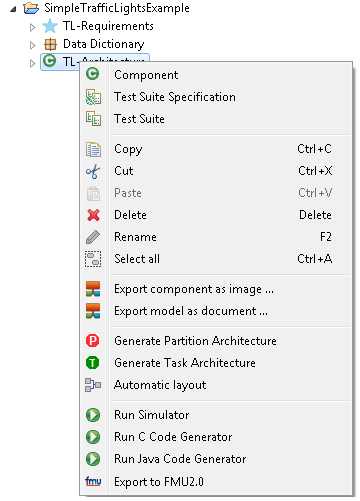 SimpleTrafficLightsExample
TL-Requirements
Data Dictionary
TL-Architecture
Component
Test Suite Specification
Test Suite
Copy Ctrl+C
Cut Ctrl+X
Paste Ctrl+V
Delete Delete
Rename F2
Select all Ctrl+A
Export component as image ...
Export model as document ...
Generate Partition Architecture
Generate Task Architecture
Automatic layout
Run Simulator
Run C Code Generator
Run Java Code Generator
fmu Export to FMU2.0